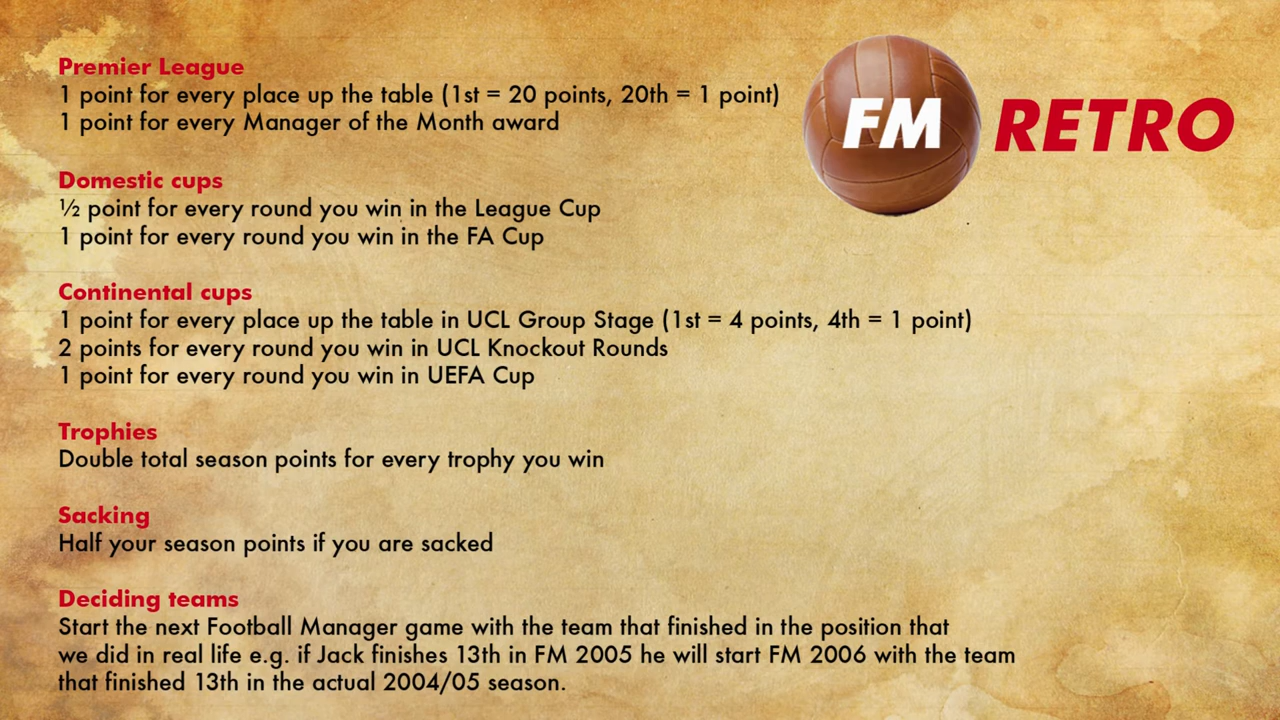 FM RETRO
Premier League
1 point for every place up the table (1st = 20 points, 20th = 1 point)
1 point for every Manager of the Month award
Domestic cups
½ point for every round you win in the League Cup
1 point for every round you win in the FA Cup
Continental cups
1 point for every place up the table in UCL Group Stage (1st = 4 points, 4th = 1 point)
2 points for every round you win in UCL Knockout Rounds
1 point for every round you win in UEFA Cup
Trophies
Double total season points for every trophy you win
Sacking
Half your season points if you are sacked
Deciding teams
Start the next Football Manager game with the team that finished in the position that
we did in real life e.g. if Jack finishes 13th in FM 2005 he will start FM 2006 with the team
that finished 13th in the actual 2004/05 season.